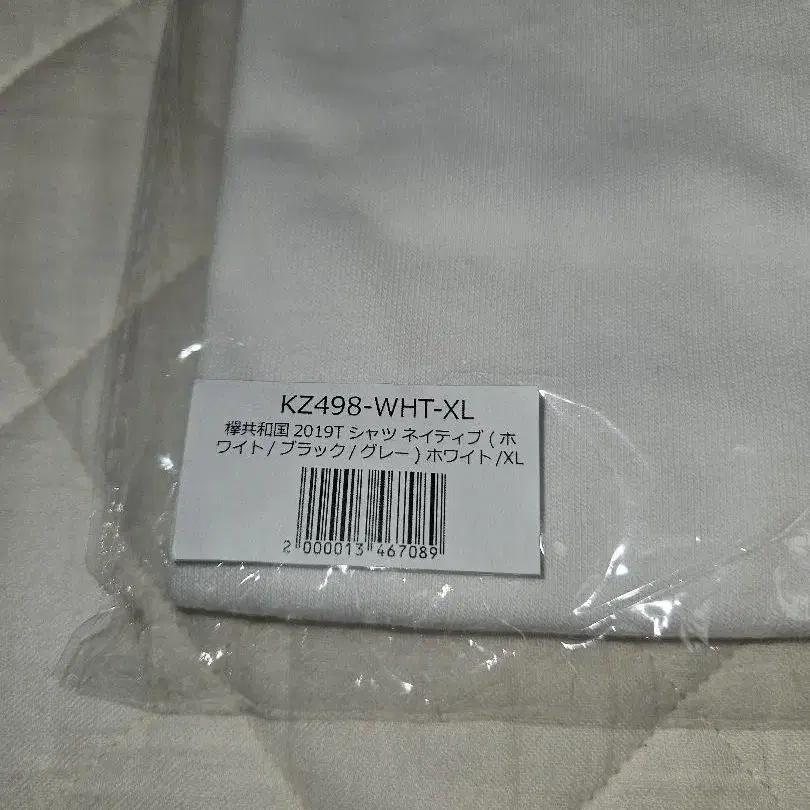 KZ498-WHT-XL
欅共和国 2019T シャツ ネイティブ ( ホ
ワイト / ブラック / グレー ) ホワイト /XL
2 000013 467089